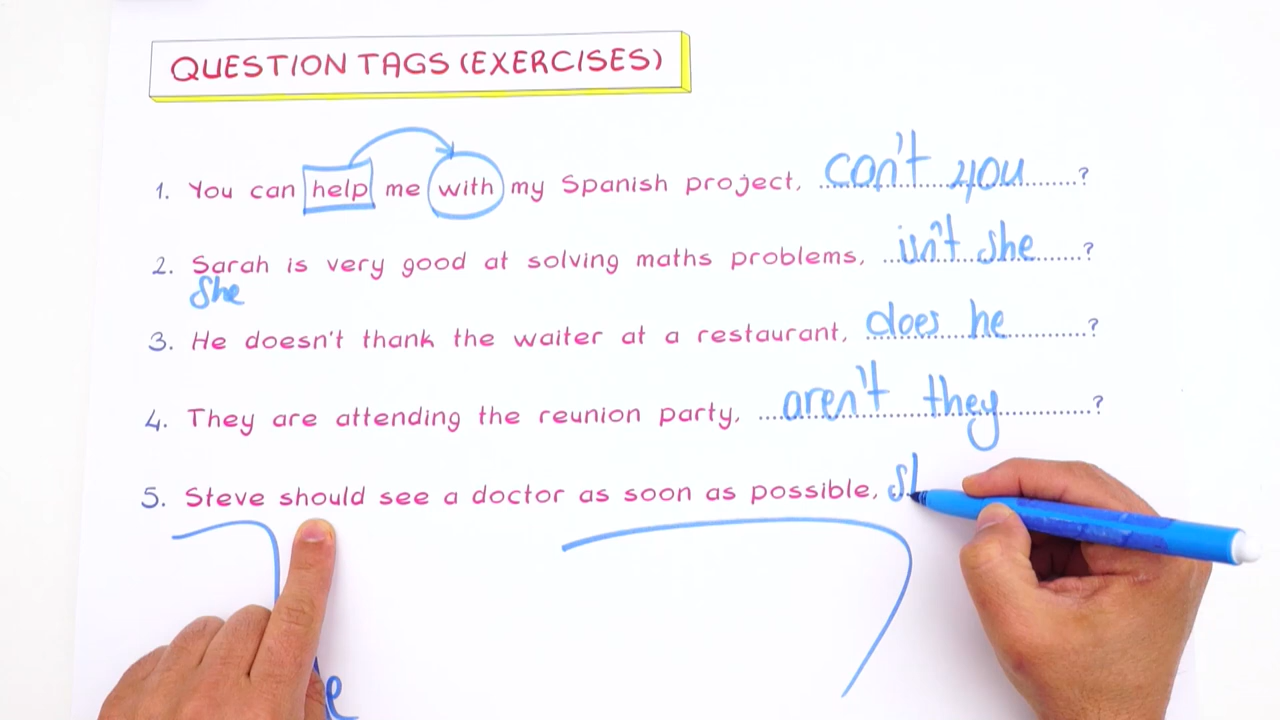 QUESTION TAGS (EXERCISES)
1. You can help me with my Spanish project, can't you ?
2. Sarah is very good at solving maths problems, isn't she ?
She
3. He doesn't thank the waiter at a restaurant, does he ?
4. They are attending the reunion party, aren't they ?
5. Steve should see a doctor as soon as possible, sh